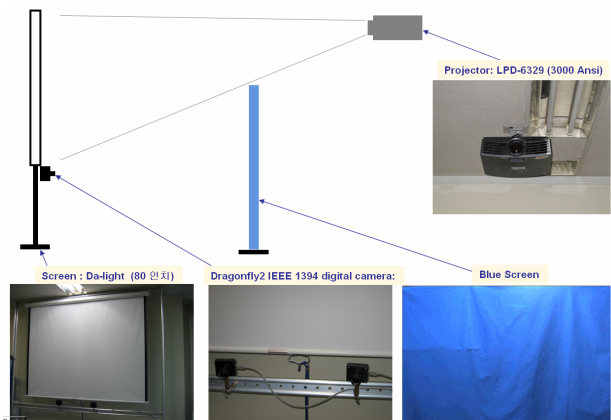 Projector: LPD-6329 (3000 Ansi)
Screen : Da-light  (80 인치)
Dragonfly2 IEEE 1394 digital camera:
Blue Screen